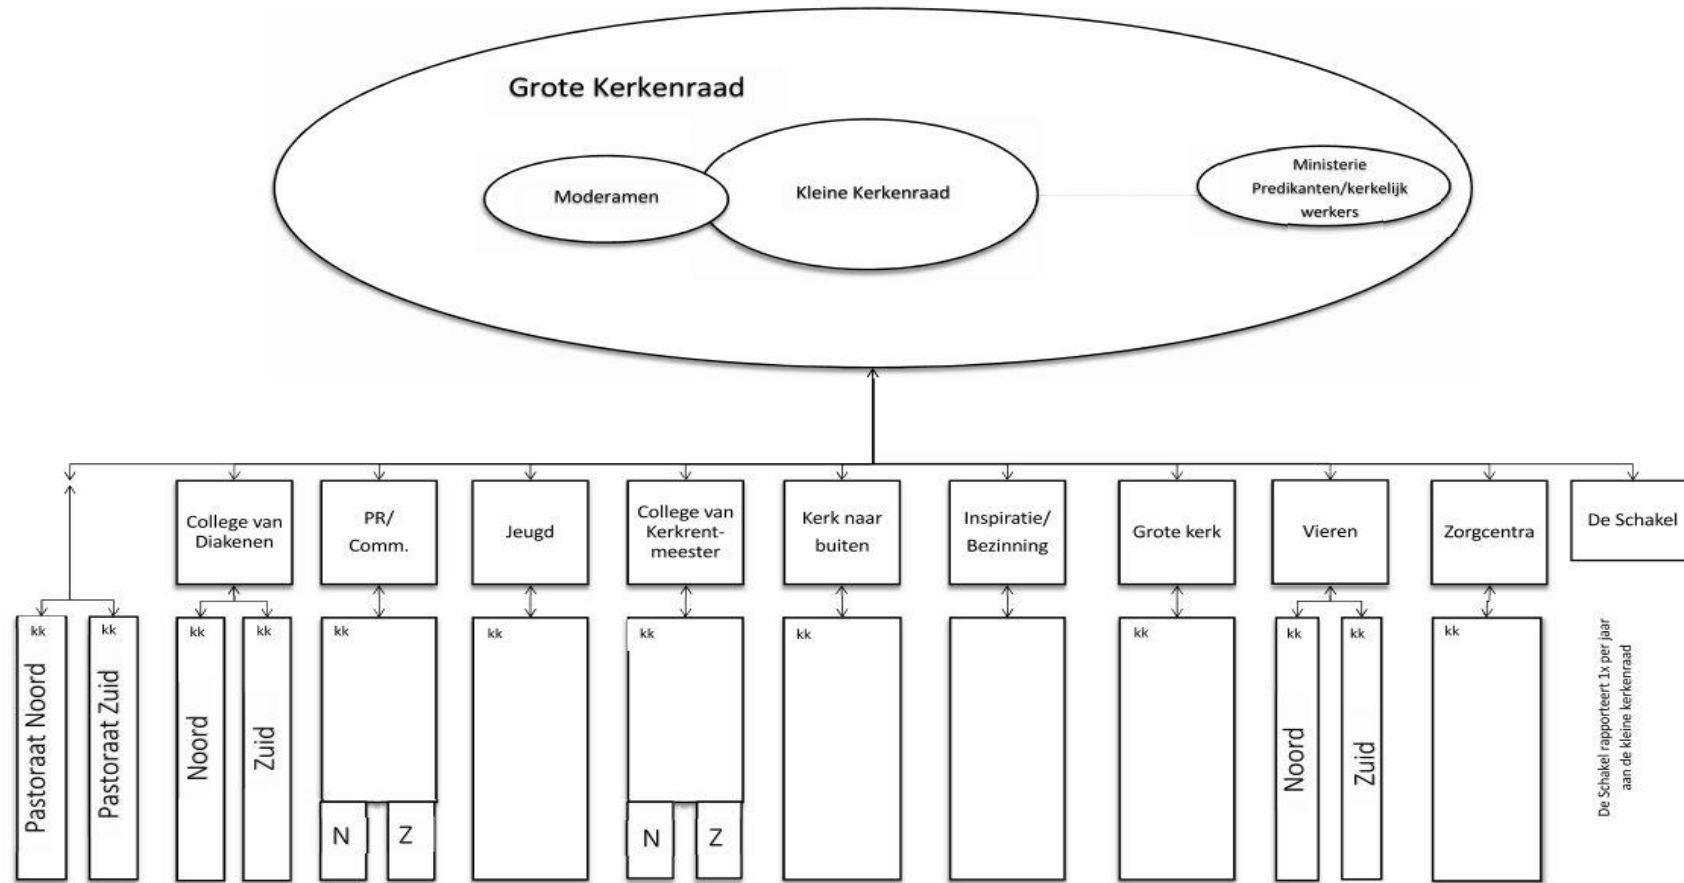 Grote Kerkenraad
Moderamen
Kleine Kerkenraad
Ministerie
Predikanten/kerkelijk
werkers
College van
Diakenen
PR/
Comm.
Jeugd
College van
Kerkrent-
meester
Kerk naar
buiten
Inspiratie/
Bezinning
Grote kerk
Vieren
Zorgcentra
De Schakel
kk
Pastoraat Noord
kk
Pastoraat Zuid
kk
Noord
kk
Zuid
kk
N
Z
kk
kk
N
Z
kk
kk
kk
Noord
kk
Zuid
kk
De Schakel rapporteert 1x per jaar
aan de kleine kerkenraad